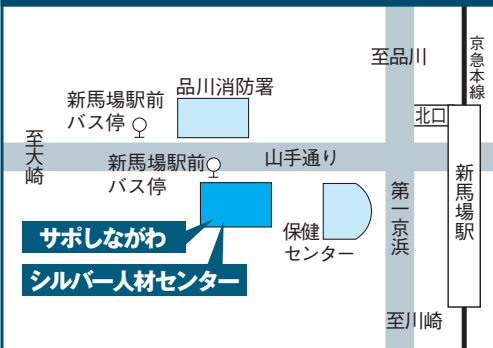 至品川
京急本線
品川消防署
新馬場駅前
バス停
北口
至大崎
山手通り
新馬場駅前
バス停
新馬場駅
第一京浜
保健
センター
サポしながわ
シルバー人材センター
至川崎